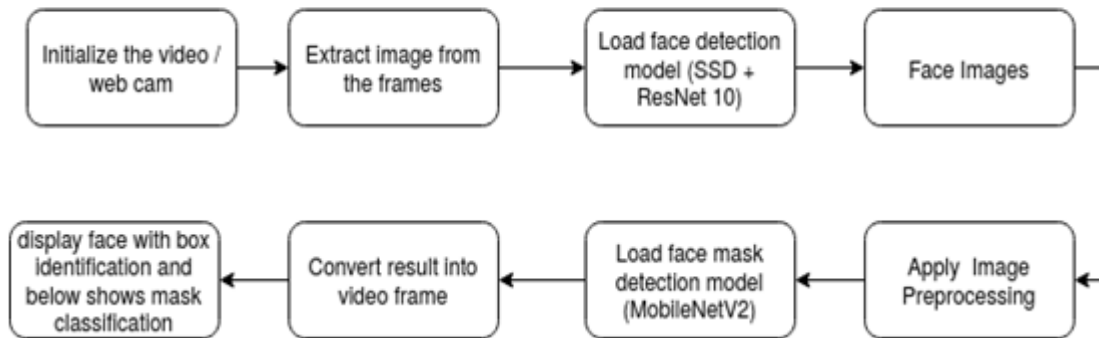 Initialize the video /
web cam
Extract image from
the frames
Load face detection
model (SSD +
ResNet 10)
Face Images
Apply Image
Preprocessing
Load face mask
detection model
(MobileNetV2)
Convert result into
video frame
display face with box
identification and
below shows mask
classification